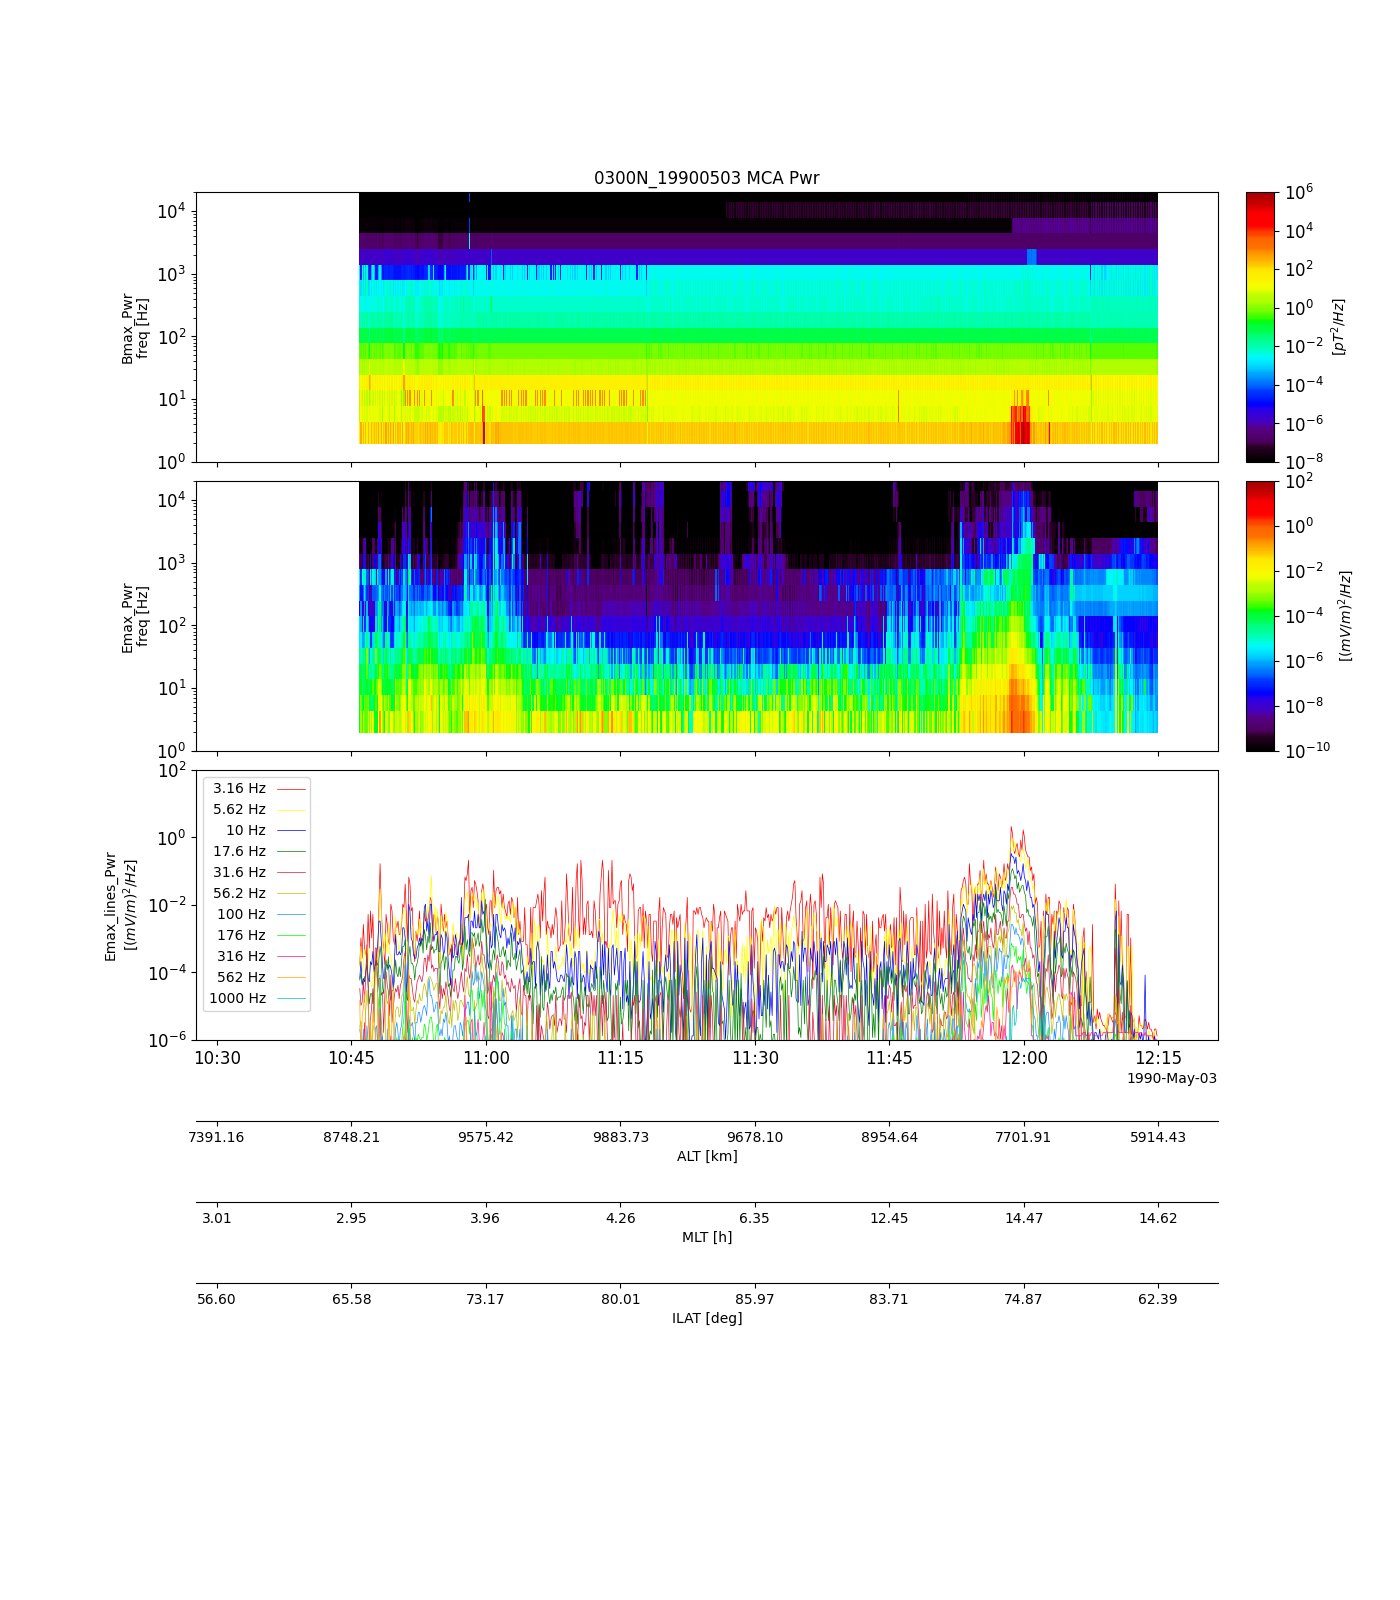 0300N_19900503 MCA Pwr
Bmax_Pwr
freq [Hz]
10^4
10^3
10^2
10^1
10^0
10^6
10^4
10^2
10^0
10^-2
10^-4
10^-6
10^-8
[pT^2/Hz]
Emax_Pwr
freq [Hz]
10^4
10^3
10^2
10^1
10^0
10^2
10^0
10^-2
10^-4
10^-6
10^-8
10^-10
[(mV/m)^2/Hz]
Emax_lines_Pwr
[(mV/m)^2/Hz]
10^2
10^0
10^-2
10^-4
10^-6
3.16 Hz
5.62 Hz
10 Hz
17.6 Hz
31.6 Hz
56.2 Hz
100 Hz
176 Hz
316 Hz
562 Hz
1000 Hz
10:30 10:45 11:00 11:15 11:30 11:45 12:00 12:15
1990-May-03
7391.16 8748.21 9575.42 9883.73 9678.10 8954.64 7701.91 5914.43
ALT [km]
3.01 2.95 3.96 4.26 6.35 12.45 14.47 14.62
MLT [h]
56.60 65.58 73.17 80.01 85.97 83.71 74.87 62.39
ILAT [deg]